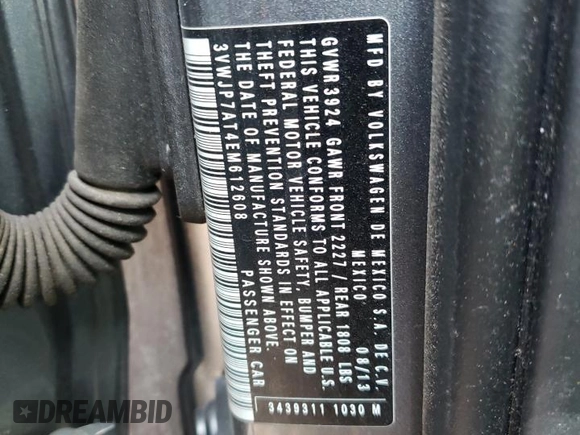 MFD BY VOLKSWAGEN DE MEXICO S.A. DE C.V.
MEXICO 08/13
GVWR 3924 GAWR FRONT 2227/ REAR 1808 LBS
THIS VEHICLE CONFORMS TO ALL APPLICABLE U.S.
FEDERAL MOTOR VEHICLE SAFETY, BUMPER AND
THEFT PREVENTION STANDARDS IN EFFECT ON
THE DATE OF MANUFACTURE SHOWN ABOVE.
3VWJP7AT4EM612608 PASSENGER CAR
3439311 1030 M
DREAMBID